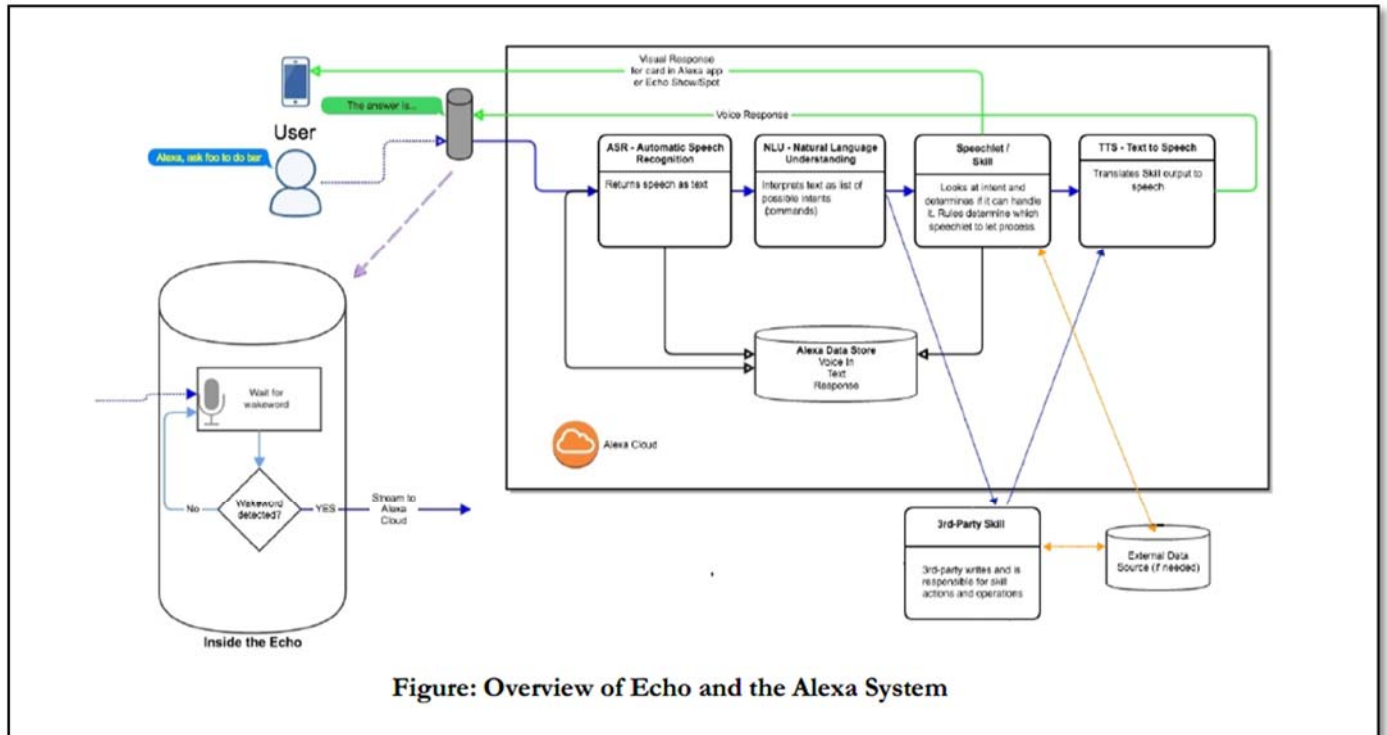 Visual Response
for card in Alexa app
or Echo Show/Spot
The answer is...
Voice Response
User
Alexa, ask foo to do bar
ASR - Automatic Speech
Recognition
Returns speech as text
NLU - Natural Language
Understanding
Interprets text as list of
possible intents
(commands)
Speechlet /
Skill
Looks at intent and
determines if it can handle
it. Rules determine which
speechlet to let process
TTS - Text to Speech
Translates Skill output to
speech
Alexa Data Store
Voice In
Text
Response
Alexa Cloud
Wait for
wakeword
Wakeword
detected?
No
YES
Stream to
Alexa
Cloud
Inside the Echo
3rd-Party Skill
3rd-party writes and is
responsible for skill
actions and operations
External Data
Source (if needed)
Figure: Overview of Echo and the Alexa System